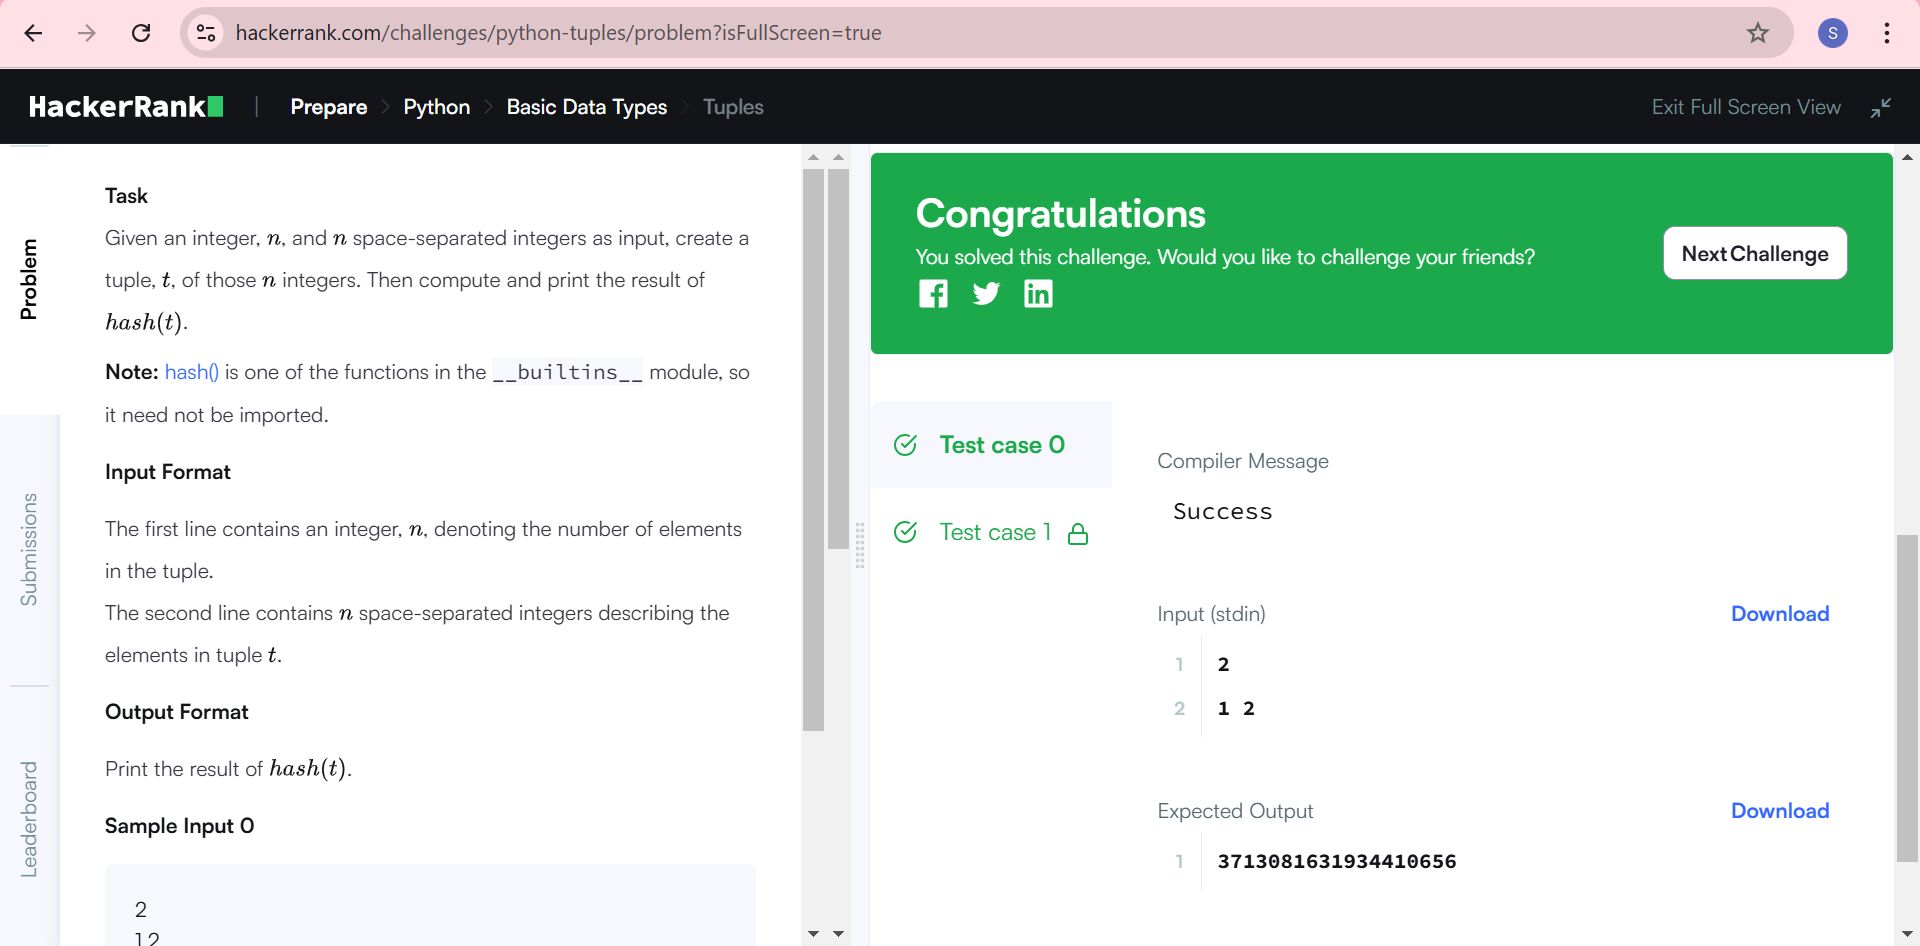 hackerrank.com/challenges/python-tuples/problem?isFullScreen=true
S
HackerRank | Prepare > Python > Basic Data Types > Tuples
Exit Full Screen View
Problem
Submissions
Leaderboard
Task
Given an integer, n, and n space-separated integers as input, create a
tuple, t, of those n integers. Then compute and print the result of
hash(t).
Note: hash() is one of the functions in the __builtins__ module, so
it need not be imported.
Input Format
The first line contains an integer, n, denoting the number of elements
in the tuple.
The second line contains n space-separated integers describing the
elements in tuple t.
Output Format
Print the result of hash(t).
Sample Input 0
2
1 2
Congratulations
You solved this challenge. Would you like to challenge your friends?
Next Challenge
Test case 0
Test case 1
Compiler Message
Success
Input (stdin)
Download
1 2
2 1 2
Expected Output
Download
1 3713081631934410656